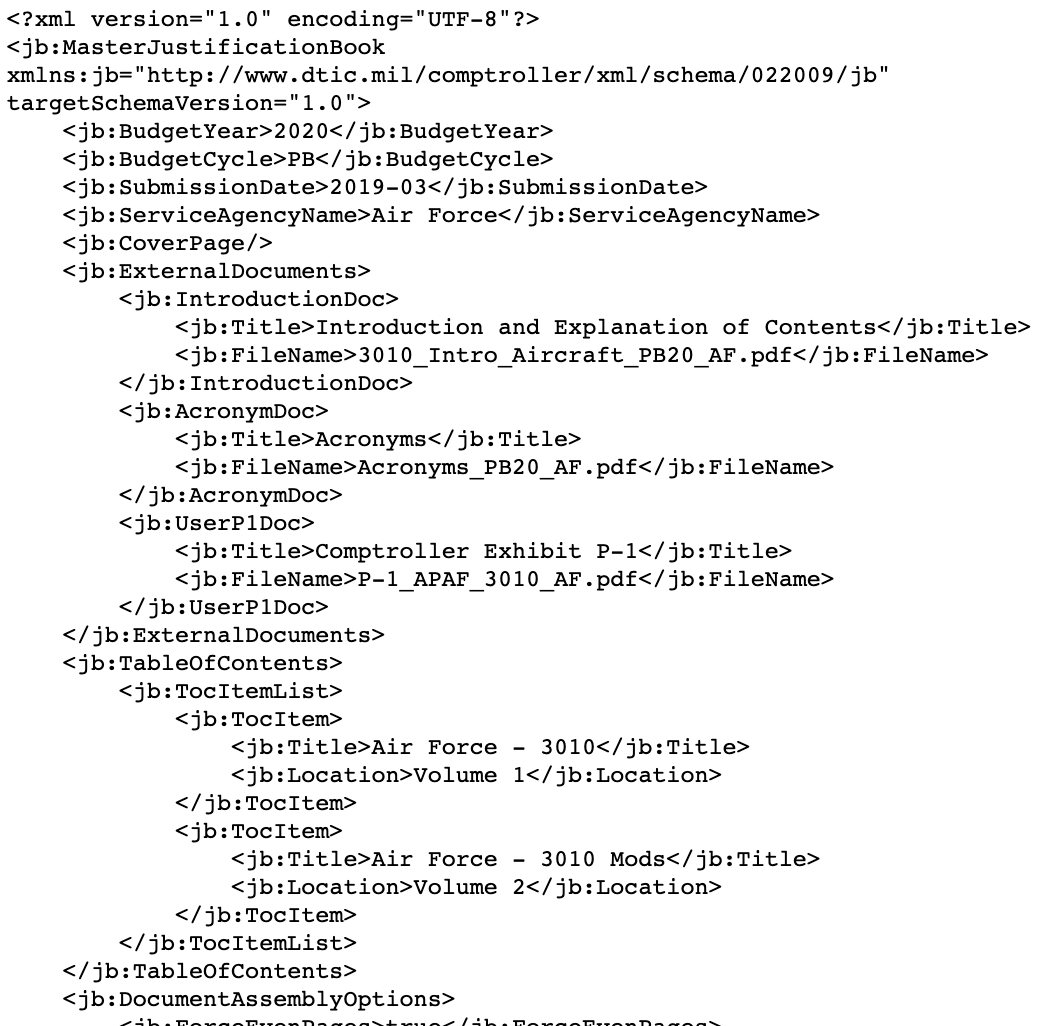 <?xml version="1.0" encoding="UTF-8"?>
<jb:MasterJustificationBook
xmlns:jb="http://www.dtic.mil/comptroller/xml/schema/022009/jb"
targetSchemaVersion="1.0">
    <jb:BudgetYear>2020</jb:BudgetYear>
    <jb:BudgetCycle>PB</jb:BudgetCycle>
    <jb:SubmissionDate>2019-03</jb:SubmissionDate>
    <jb:ServiceAgencyName>Air Force</jb:ServiceAgencyName>
    <jb:CoverPage/>
    <jb:ExternalDocuments>
        <jb:IntroductionDoc>
            <jb:Title>Introduction and Explanation of Contents</jb:Title>
            <jb:FileName>3010_Intro_Aircraft_PB20_AF.pdf</jb:FileName>
        </jb:IntroductionDoc>
        <jb:AcronymDoc>
            <jb:Title>Acronyms</jb:Title>
            <jb:FileName>Acronyms_PB20_AF.pdf</jb:FileName>
        </jb:AcronymDoc>
        <jb:UserP1Doc>
            <jb:Title>Comptroller Exhibit P-1</jb:Title>
            <jb:FileName>P-1_APAF_3010_AF.pdf</jb:FileName>
        </jb:UserP1Doc>
    </jb:ExternalDocuments>
    <jb:TableOfContents>
        <jb:TocItemList>
            <jb:TocItem>
                <jb:Title>Air Force - 3010</jb:Title>
                <jb:Location>Volume 1</jb:Location>
            </jb:TocItem>
            <jb:TocItem>
                <jb:Title>Air Force - 3010 Mods</jb:Title>
                <jb:Location>Volume 2</jb:Location>
            </jb:TocItem>
        </jb:TocItemList>
    </jb:TableOfContents>
    <jb:DocumentAssemblyOptions>
        <jb:ForceEvenPages>true</jb:ForceEvenPages>